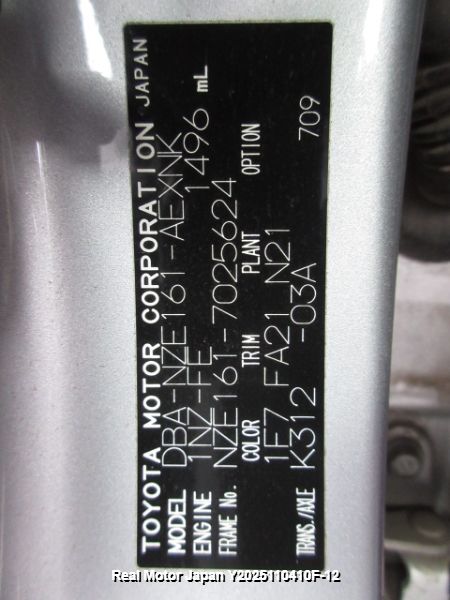 TOYOTA MOTOR CORPORATION JAPAN
MODEL DBA-NZE161-AEXNK
ENGINE 1NZ-FE 1496 mL
FRAME No. NZE161-7025624
COLOR TRIM PLANT OPTION
1E7 FA21 N21
TRANS./AXLE K312 -03A 709
Real Motor Japan Y2025110410F-12